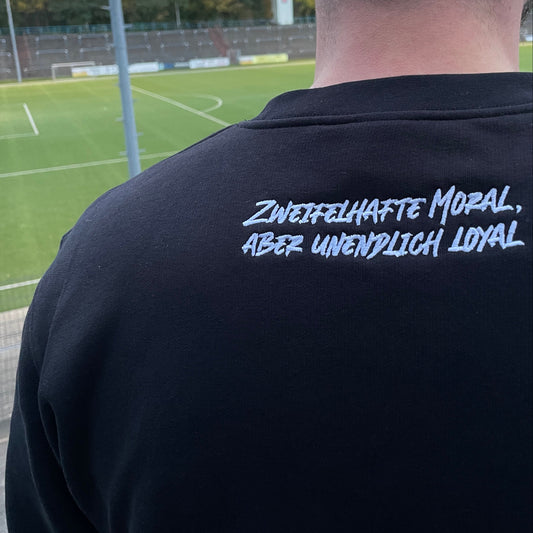 Zweifelhafte Moral,
aber unendlich loyal